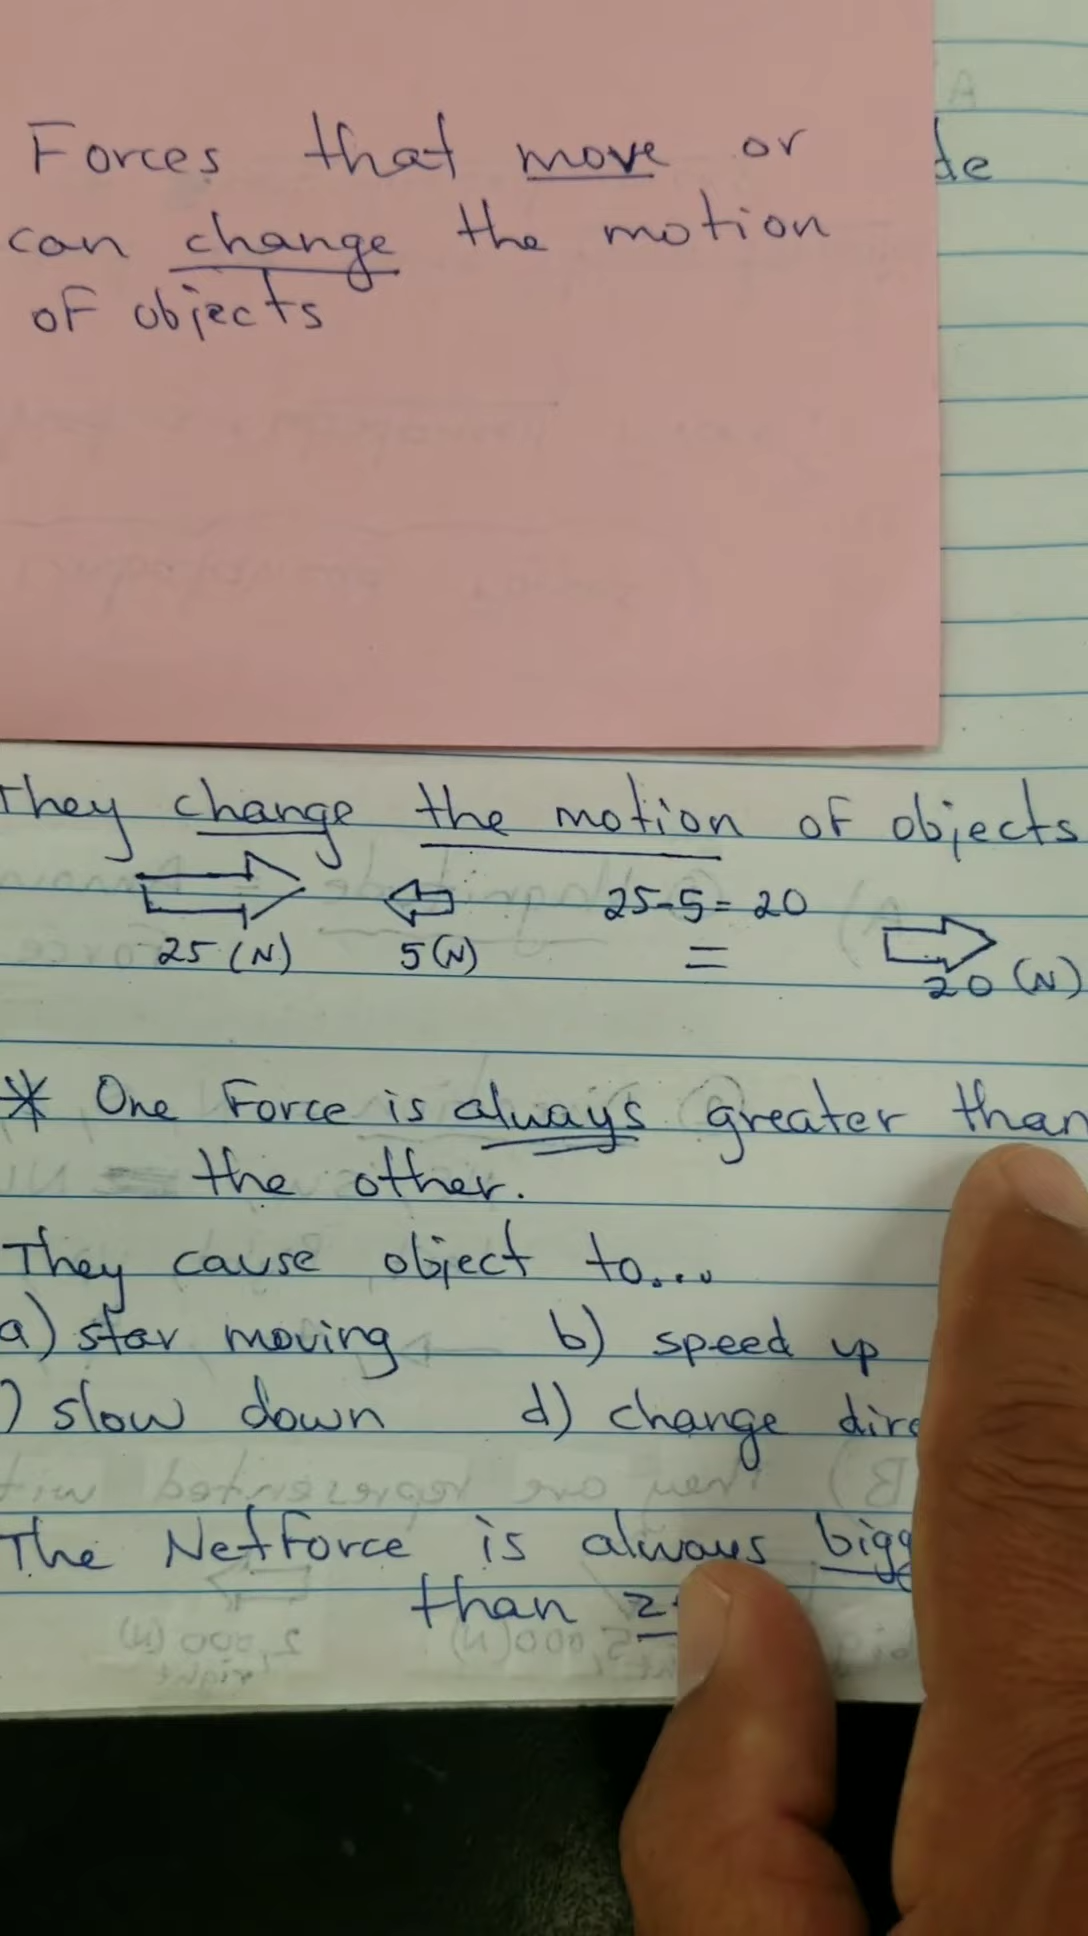 Forces that move or
can change the motion
of objects
de
They change the motion of objects
25 (N) 5 (N) 25-5 = 20
=
20 (N)
* One Force is always greater than
the other.
They cause object to...
a) star moving b) speed up
) slow down d) change
The NetForce is always
than